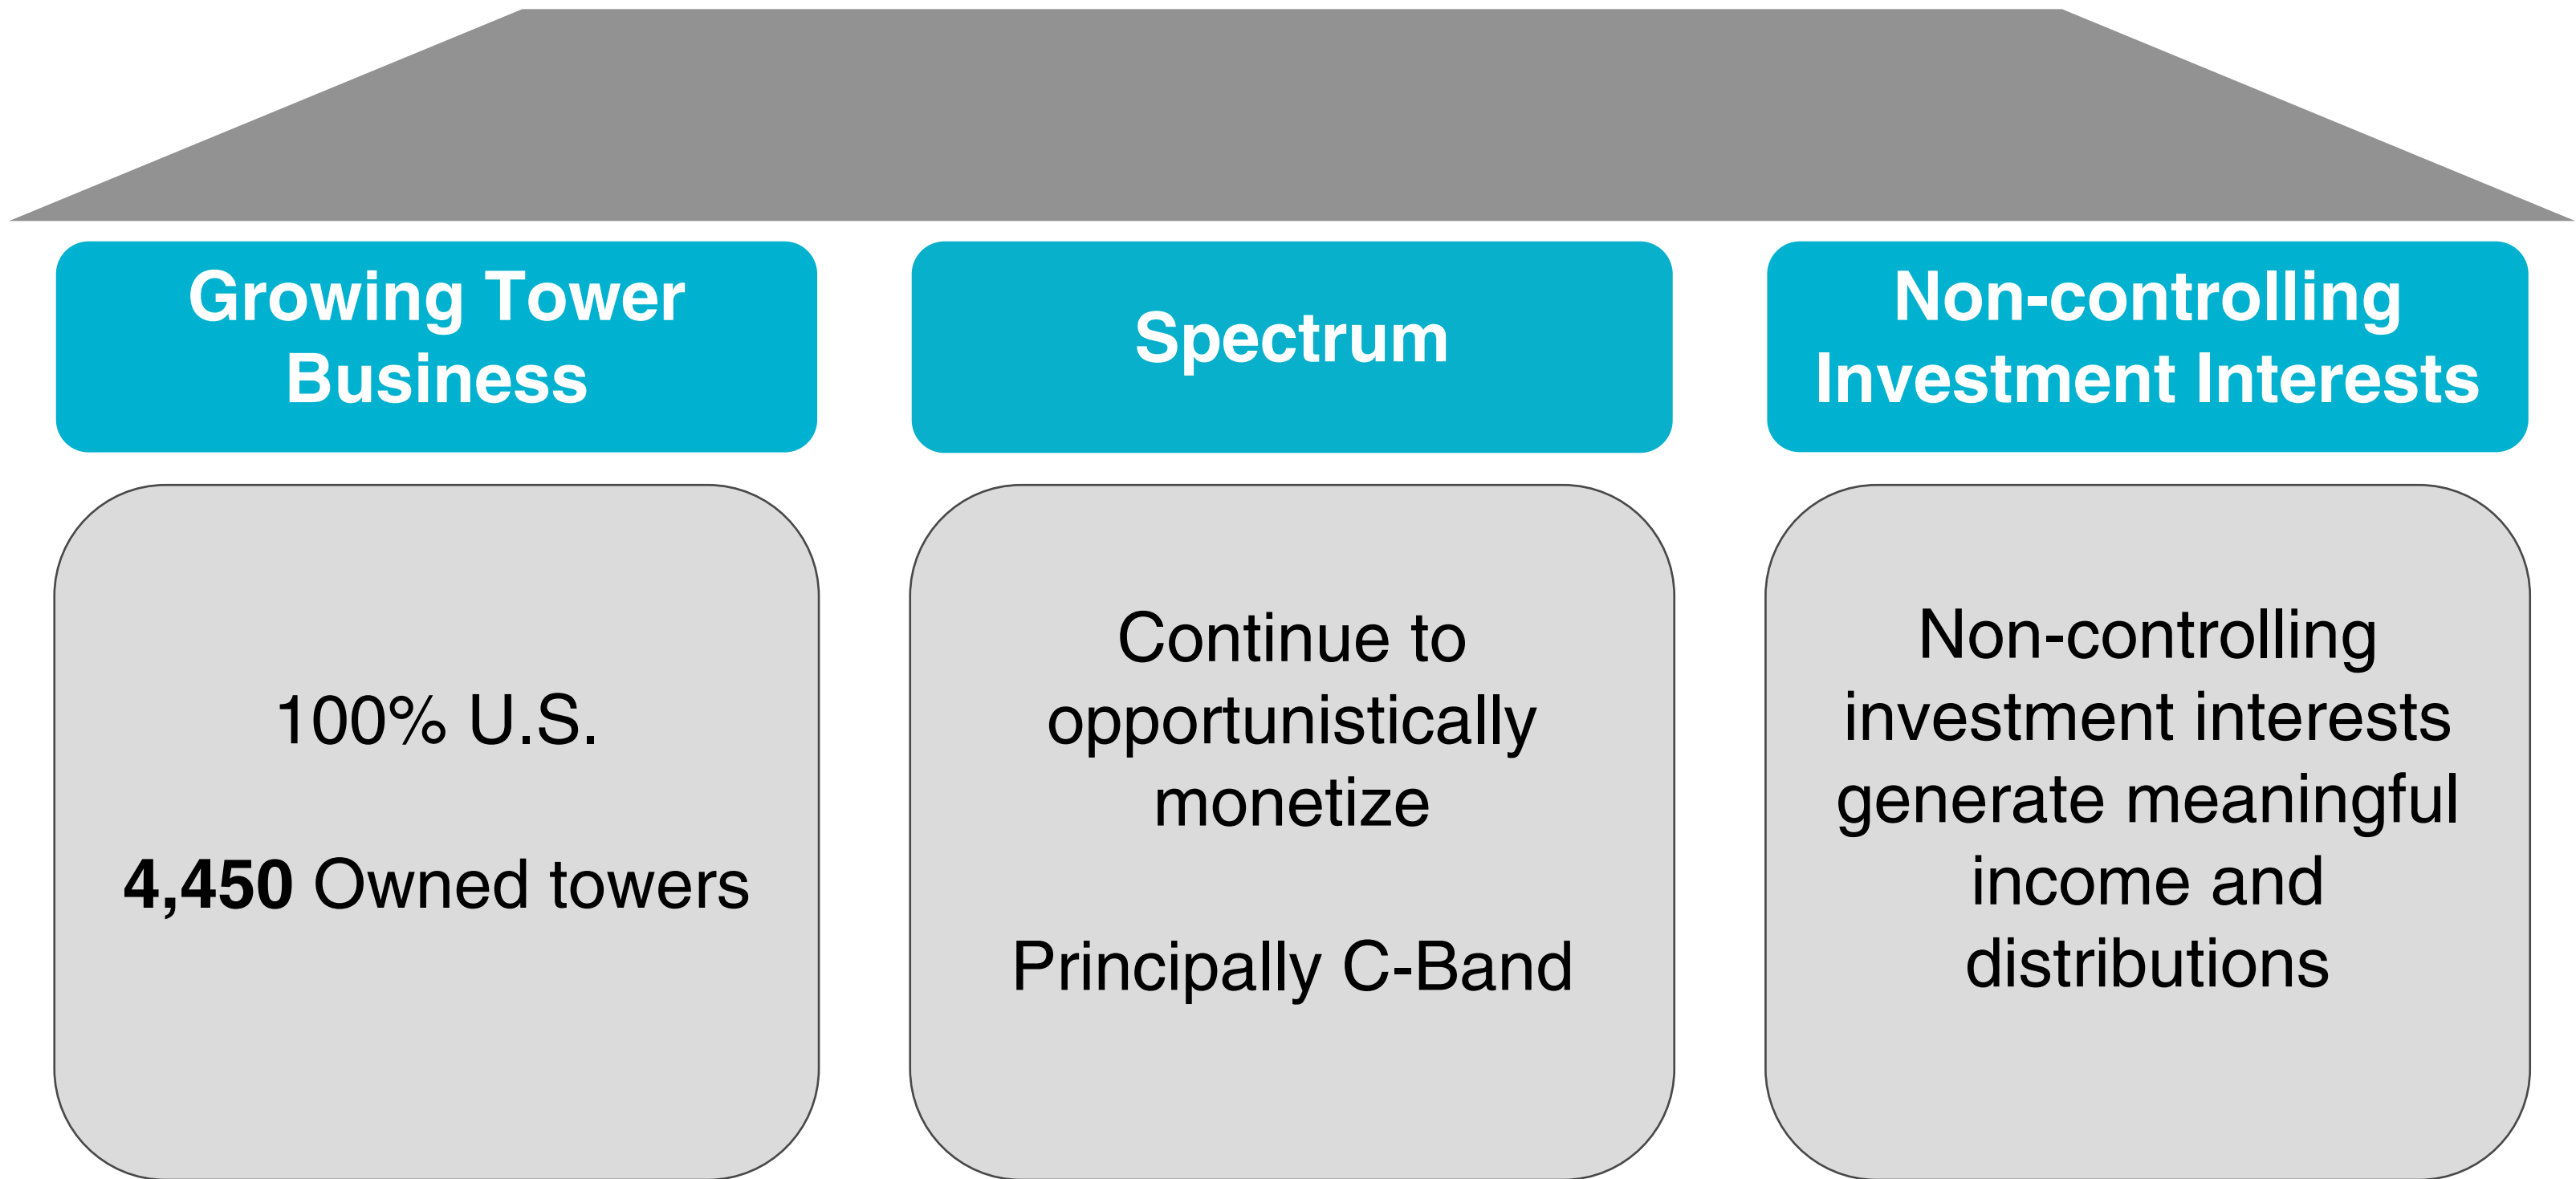 Growing Tower
Business
100% U.S.
4,450 Owned towers
Spectrum
Continue to
opportunistically
monetize
Principally C-Band
Non-controlling
Investment Interests
Non-controlling
investment interests
generate meaningful
income and
distributions